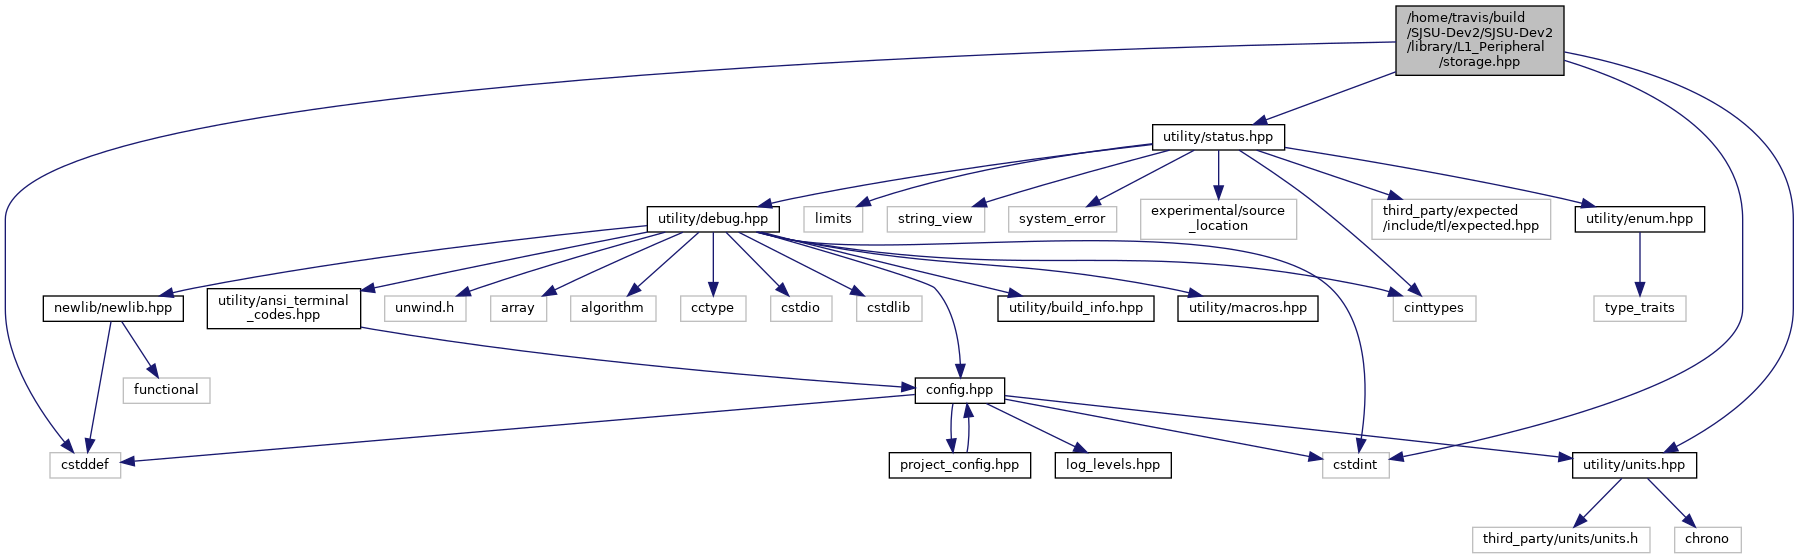 /home/travis/build
/SJSU-Dev2/SJSU-Dev2
/library/L1_Peripheral
/storage.hpp
utility/status.hpp
utility/debug.hpp
limits
string_view
system_error
experimental/source
_location
third_party/expected
/include/tl/expected.hpp
utility/enum.hpp
newlib/newlib.hpp
utility/ansi_terminal
_codes.hpp
unwind.h
array
algorithm
cctype
cstdio
cstdlib
utility/build_info.hpp
utility/macros.hpp
cinttypes
type_traits
functional
config.hpp
cstddef
project_config.hpp
log_levels.hpp
cstdint
utility/units.hpp
third_party/units/units.h
chrono